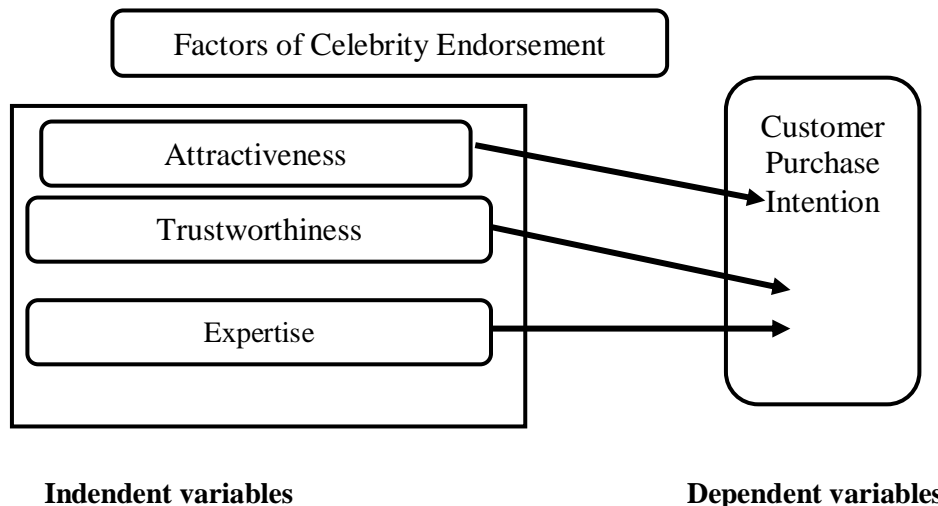 Factors of Celebrity Endorsement
Attractiveness
Trustworthiness
Expertise
Customer
Purchase
Intention
Indendent variables
Dependent variables